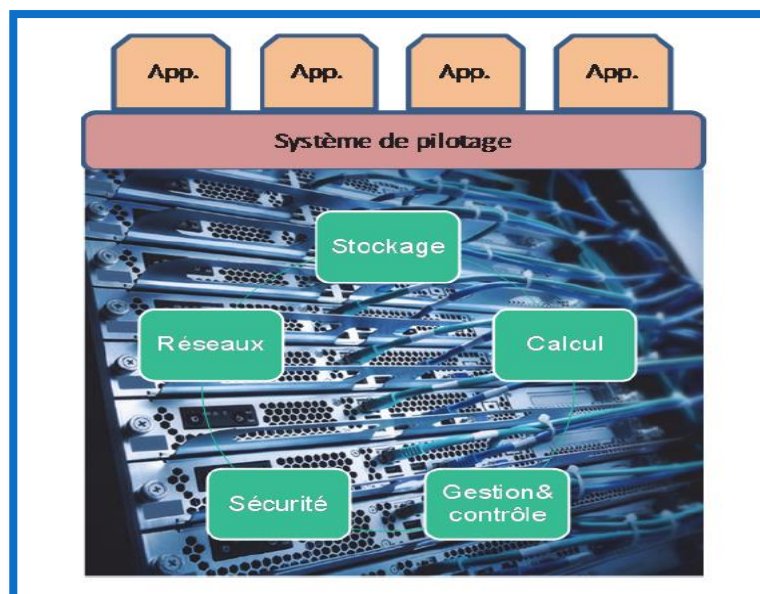 App. App. App. App.
Système de pilotage
Stockage
Réseaux Calcul
Sécurité Gestion&
contrôle